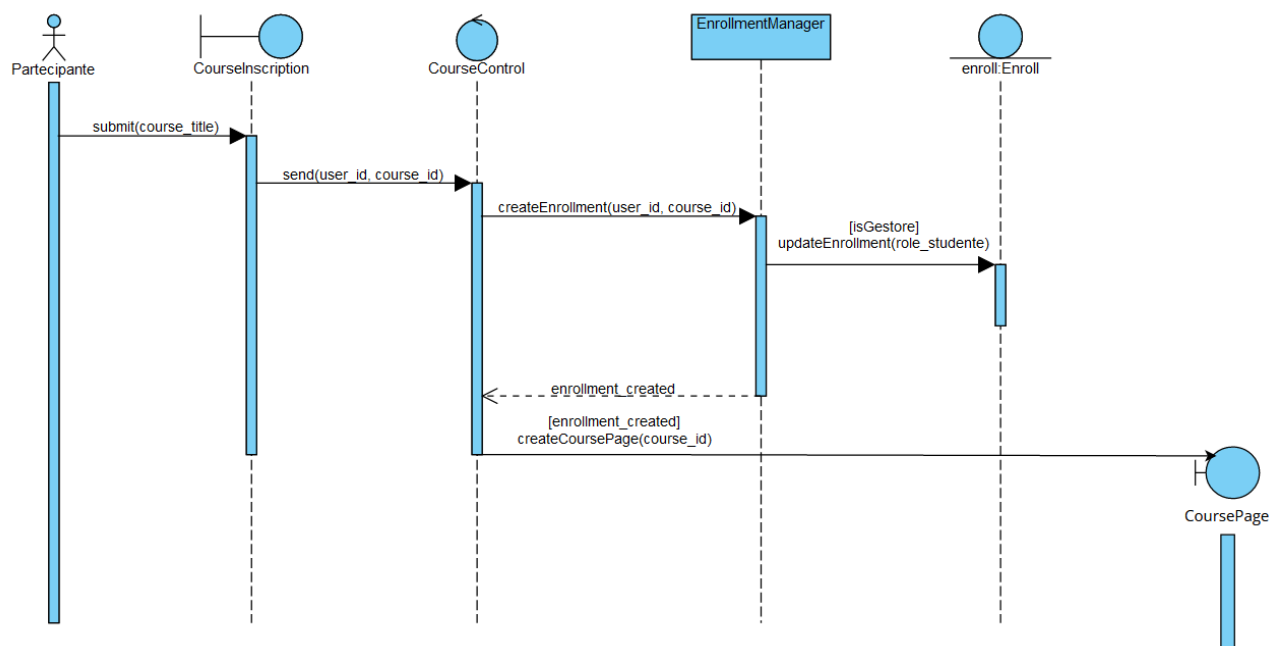 EnrollmentManager
Partecipante
CourseInscription
CourseControl
enroll:Enroll
submit(course_title)
send(user_id, course_id)
createEnrollment(user_id, course_id)
[isGestore]
updateEnrollment(role_studente)
enrollment_created
[enrollment_created]
createCoursePage(course_id)
CoursePage